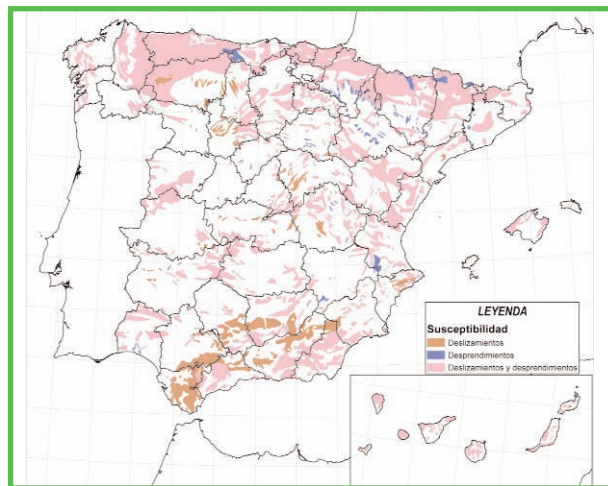 LEYENDA
Susceptibilidad
Deslizamientos
Desprendimientos
Deslizamientos y desprendimientos